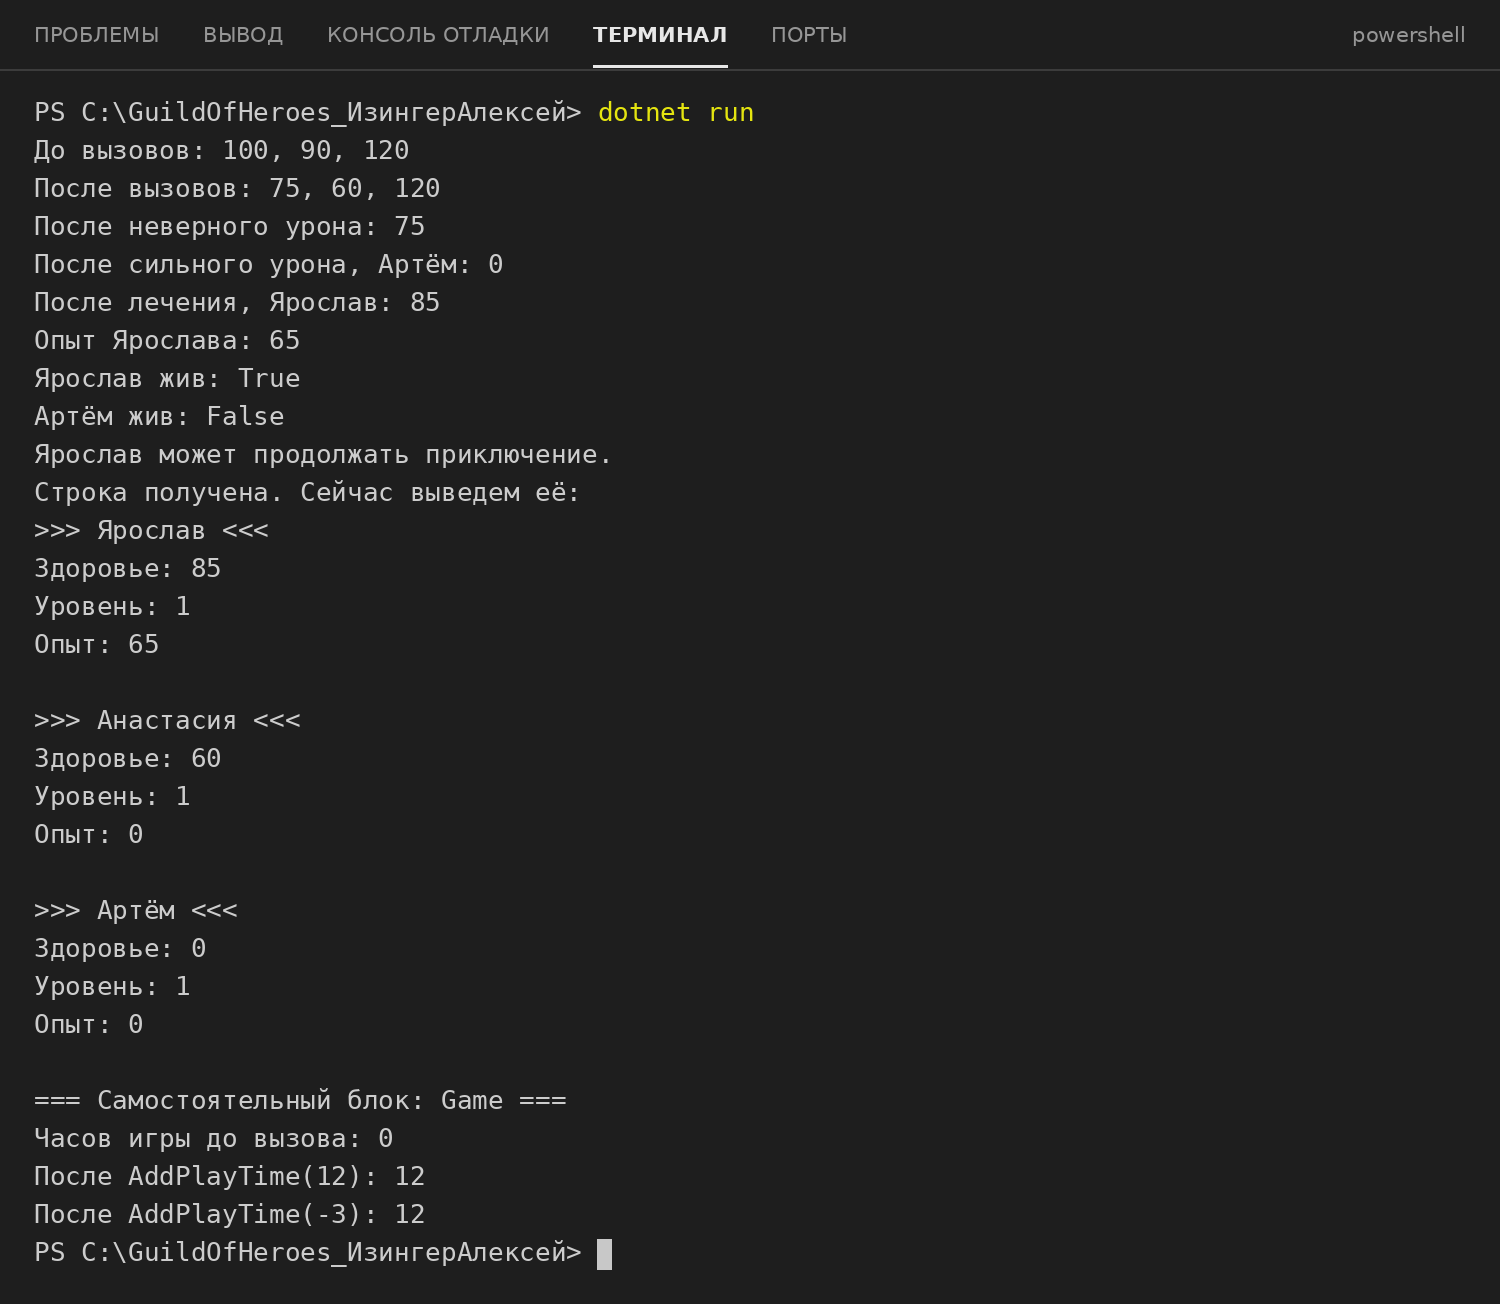 ПРОБЛЕМЫ ВЫВОД КОНСОЛЬ ОТЛАДКИ ТЕРМИНАЛ ПОРТЫ powershell
PS C:\GuildOfHeroes_ИзингерАлексей> dotnet run
До вызовов: 100, 90, 120
После вызовов: 75, 60, 120
После неверного урона: 75
После сильного урона, Артём: 0
После лечения, Ярослав: 85
Опыт Ярослава: 65
Ярослав жив: True
Артём жив: False
Ярослав может продолжать приключение.
Строка получена. Сейчас выведем её:
>>> Ярослав <<<
Здоровье: 85
Уровень: 1
Опыт: 65
>>> Анастасия <<<
Здоровье: 60
Уровень: 1
Опыт: 0
>>> Артём <<<
Здоровье: 0
Уровень: 1
Опыт: 0
=== Самостоятельный блок: Game ===
Часов игры до вызова: 0
После AddPlayTime(12): 12
После AddPlayTime(-3): 12
PS C:\GuildOfHeroes_ИзингерАлексей>